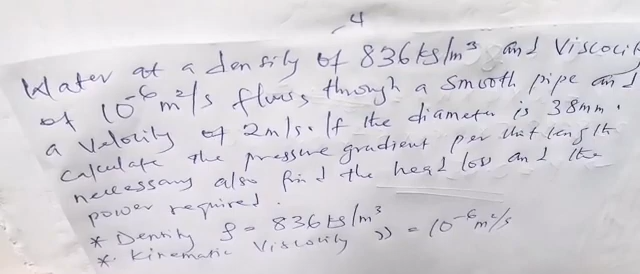 4
Water at a density of 836 kg/m³ and Viscocity
of 10⁻⁶ m²/s flows through a smooth pipe and
a Velocity of 2m/s. If the diameter is 38mm.
Calculate the pressure gradient per unit length
necessary also find the head loss and the
power required.
* Density ρ = 836 kg/m³
* Kinematic Viscocity ν = 10⁻⁶ m²/s